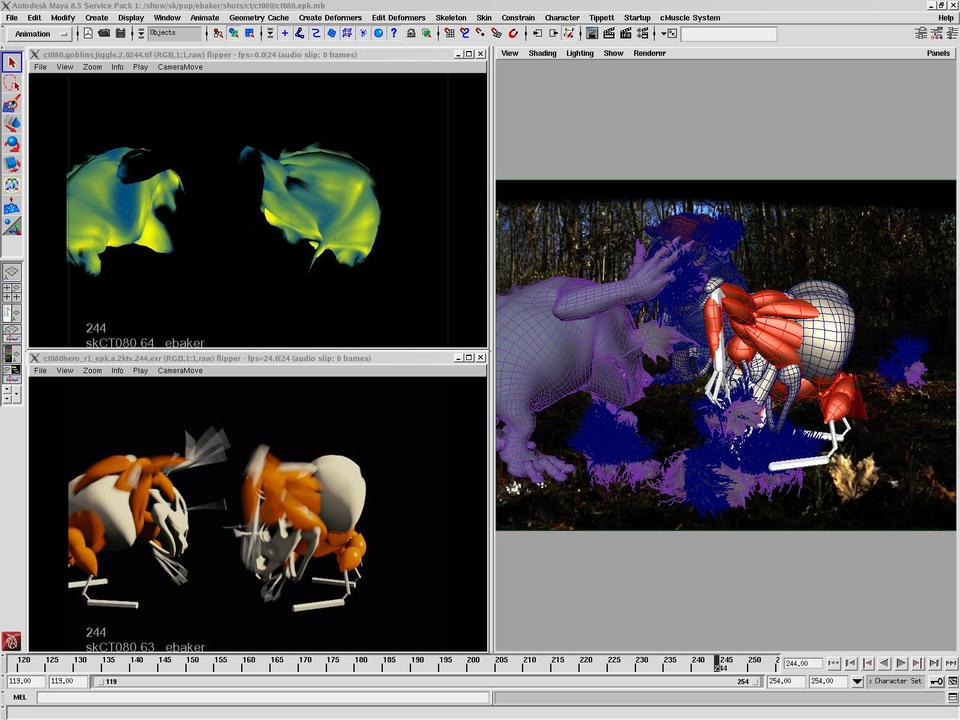 Autodesk Maya 8.5 Service Pack 1: /show/sk/pup/ebaker/shots/ct/ct080/ct080.epk.mb
File Edit Modify Create Display Window Animate Geometry Cache Create Deformers Edit Deformers Skeleton Skin Constrain Character Tippett Startup cMuscle System Help
Animation Objects
ct080.goblinsJiggle.2.0244.tif (RGB,1:1,raw) flipper - fps=0.0|24 (audio slip: 0 frames)
File View Zoom Info Play CameraMove
View Shading Lighting Show Renderer Panels
244
skCT080 64 ebaker
ct080hero_r1_epk.a.2ktv.244.exr (RGB,1:1,raw) flipper - fps=24.0|24 (audio slip: 0 frames)
File View Zoom Info Play CameraMove
244
skCT080 63 ebaker
120 125 130 135 140 145 150 155 160 165 170 175 180 185 190 195 200 205 210 215 220 225 230 235 240 245 250 244.00
244
119.00 119.00 119 254 254.00 254.00 Character Set
MEL